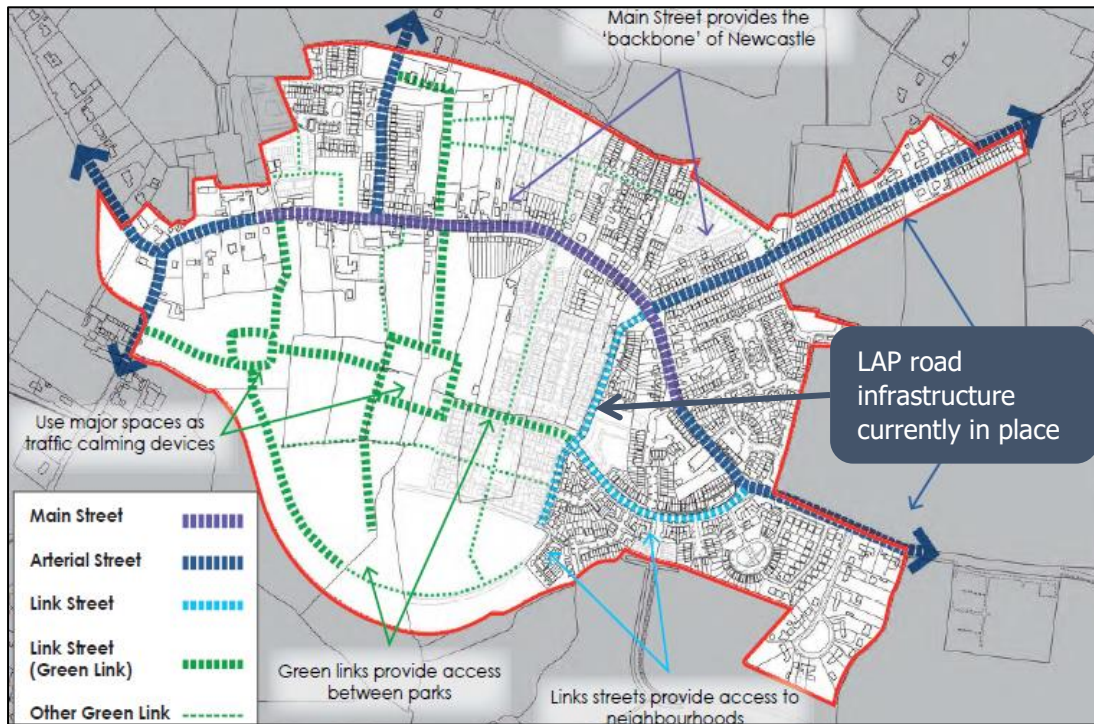 Main Street provides the
'backbone' of Newcastle
LAP road
infrastructure
currently in place
Use major spaces as
traffic calming devices
Main Street
Arterial Street
Link Street
Link Street
(Green Link)
Other Green Link
Green links provide access
between parks
Links streets provide access to
neighbourhoods